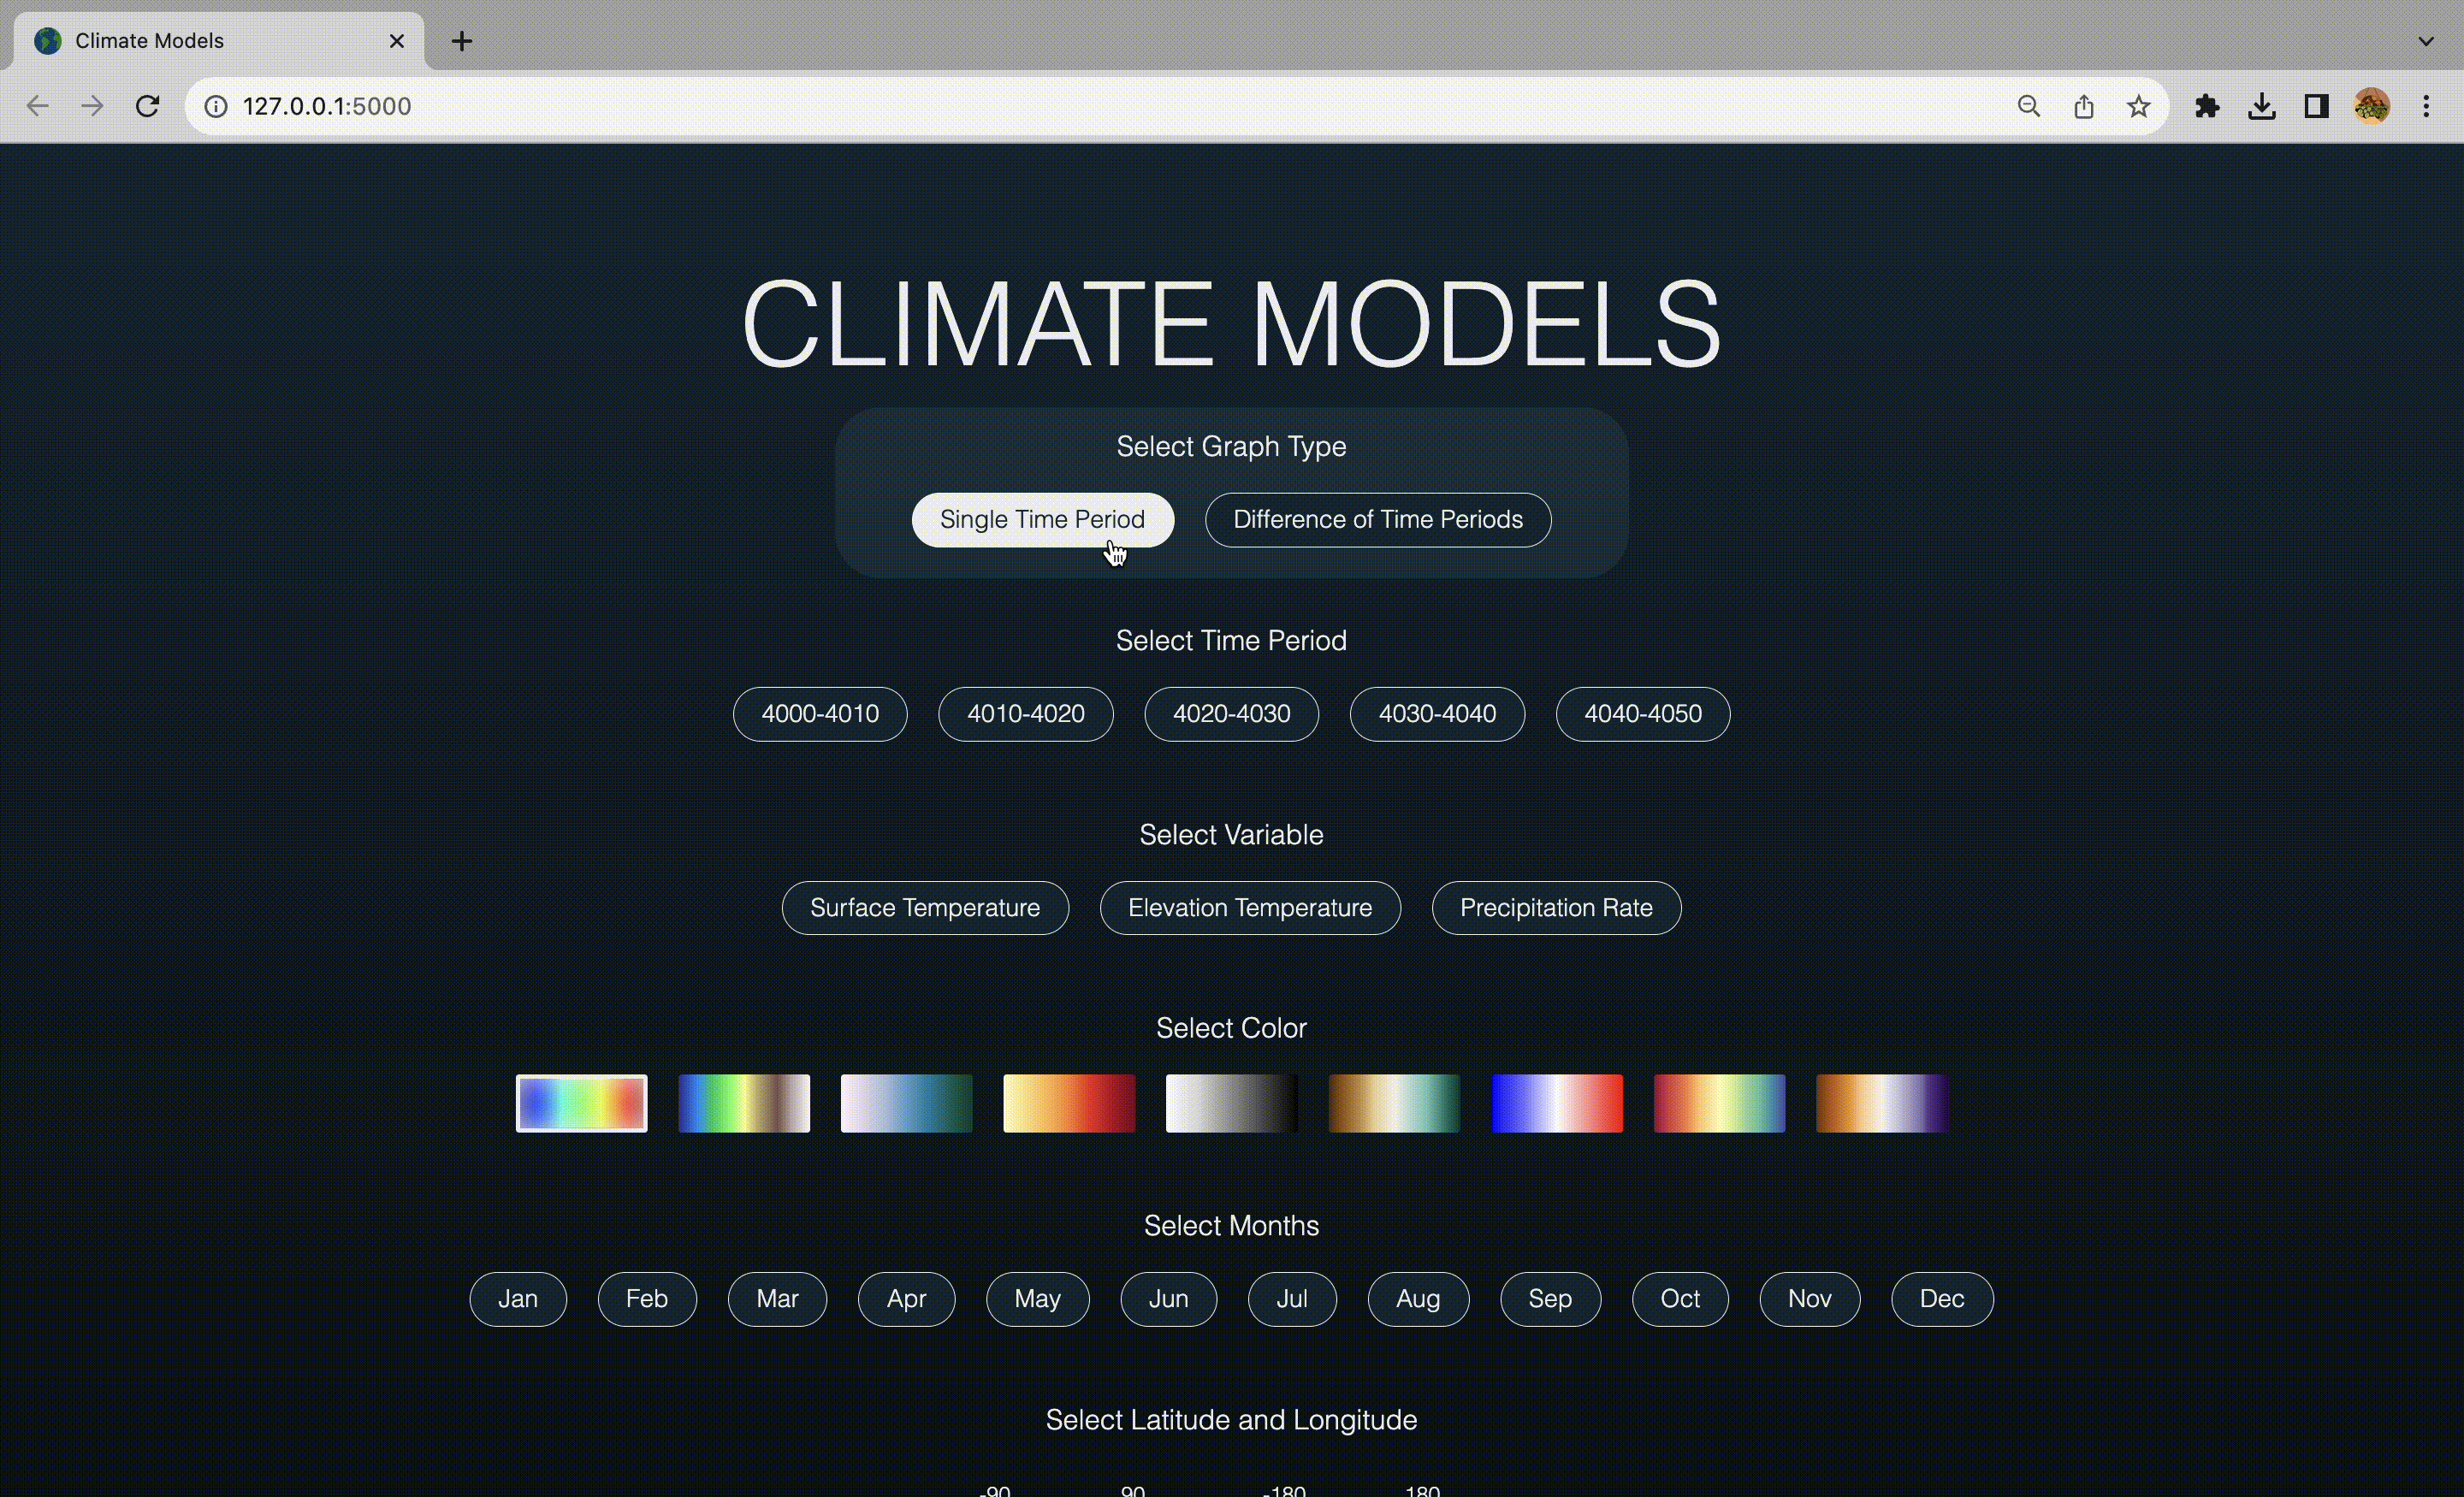 Climate Models
127.0.0.1:5000
CLIMATE MODELS
Select Graph Type
Single Time Period Difference of Time Periods
Select Time Period
4000-4010 4010-4020 4020-4030 4030-4040 4040-4050
Select Variable
Surface Temperature Elevation Temperature Precipitation Rate
Select Color
Select Months
Jan Feb Mar Apr May Jun Jul Aug Sep Oct Nov Dec
Select Latitude and Longitude
-90 90 -180 180